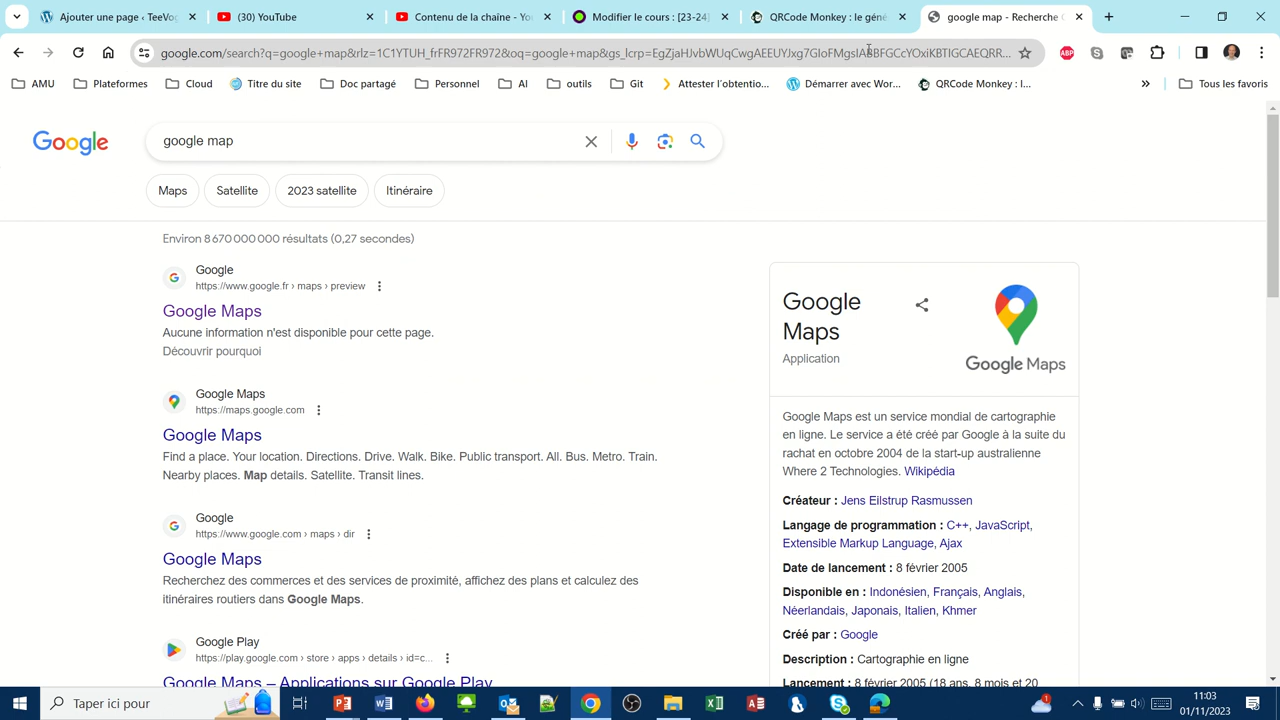 Ajouter une page ‹ TeeVog
(30) YouTube
Contenu de la chaîne - Yo
Modifier le cours : [23-24]
QRCode Monkey : le géné
google map - Recherche G
google.com/search?q=google+map&rlz=1C1YTUH_frFR972FR972&oq=google+map&gs_lcrp=
AMU
Plateformes
Cloud
Titre du site
Doc partagé
Personnel
AI
outils
Git
Attester l'obtentio...
Démarrer avec Wor...
QRCode Monkey : l...
»
Tous les favoris
Google
google map
Maps
Satellite
2023 satellite
Itinéraire
Environ 8 670 000 000 résultats (0,27 secondes)
Google
https://www.google.fr › maps › preview
Google Maps
Aucune information n'est disponible pour cette page.
Découvrir pourquoi
Google Maps
https://maps.google.com
Google Maps
Find a place. Your location. Directions. Drive. Walk. Bike. Public transport. All. Bus. Metro. Train.
Nearby places. Map details. Satellite. Transit lines.
Google
https://www.google.com › maps › dir
Google Maps
Recherchez des commerces et des services de proximité, affichez des plans et calculez des
itinéraires routiers dans Google Maps.
Google Play
https://play.google.com › store › apps › details › id=c...
Google Maps – Applications sur Google Play
Google
Maps
Application
Google Maps
Google Maps est un service mondial de cartographie
en ligne. Le service a été créé par Google à la suite du
rachat en octobre 2004 de la start-up australienne
Where 2 Technologies. Wikipédia
Créateur : Jens Eilstrup Rasmussen
Langage de programmation : C++, JavaScript,
Extensible Markup Language, Ajax
Date de lancement : 8 février 2005
Disponible en : Indonésien, Français, Anglais,
Néerlandais, Japonais, Italien, Khmer
Créé par : Google
Description : Cartographie en ligne
Lancement : 8 février 2005 (18 ans, 8 mois et 20
Taper ici pour
11:03
01/11/2023